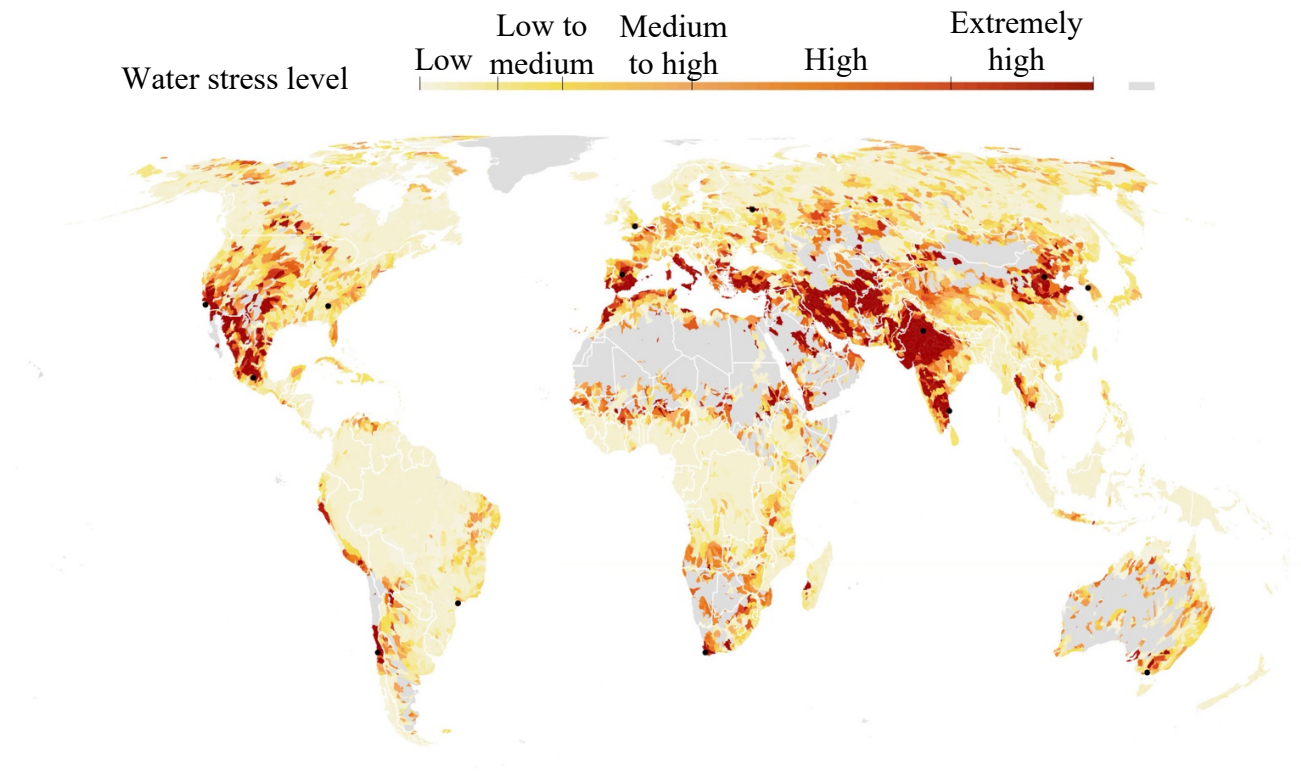 Water stress level
Low
Low to
medium
Medium
to high
High
Extremely
high